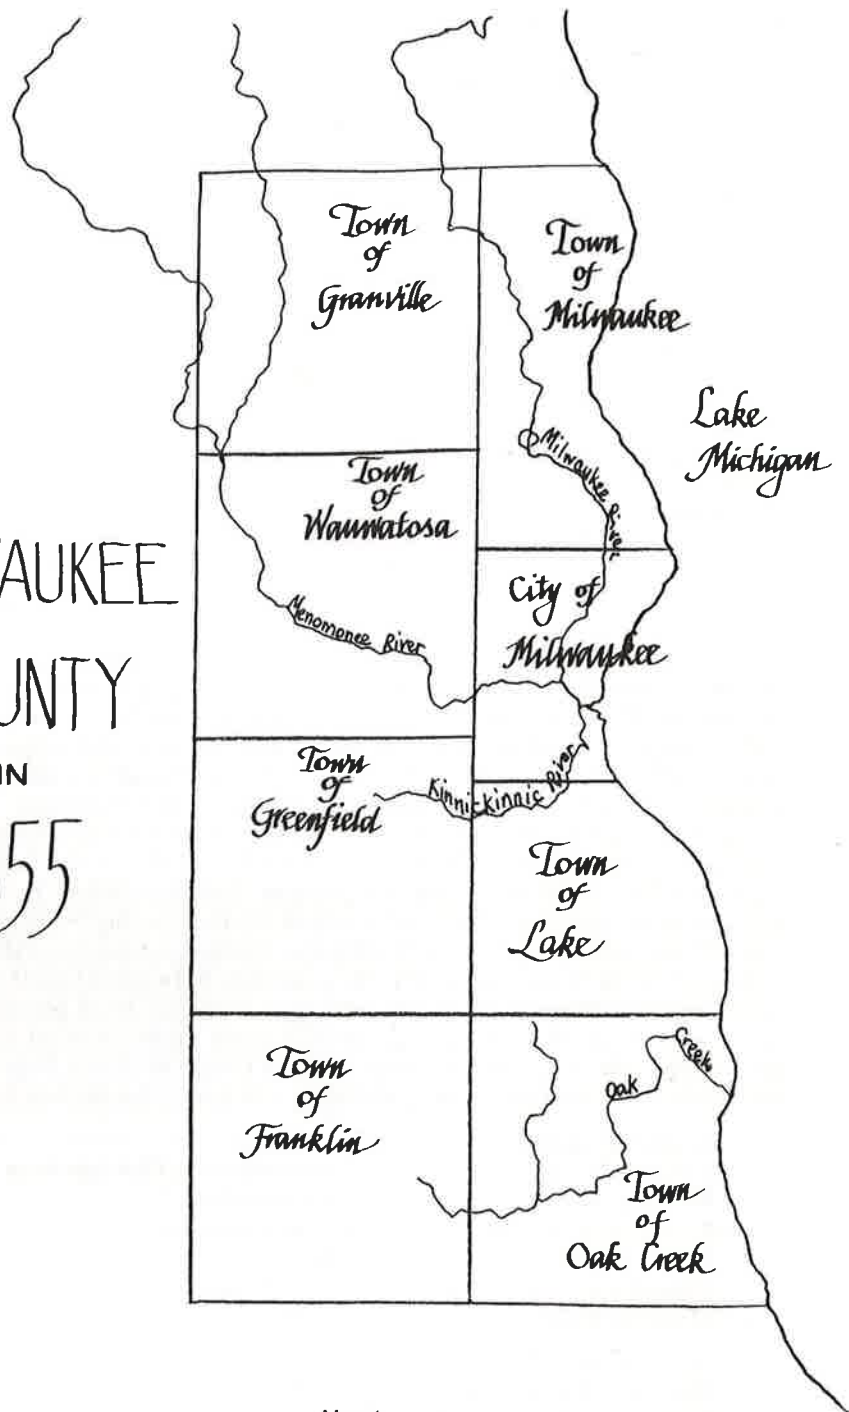 Town
of
Granville
Town
of
Milwaukee
Lake
Michigan
Milwaukee River
Town
of
Wauwatosa
AUKEE
UNTY
IN
55
City of
Milwaukee
Menomonee River
Town
of
Greenfield
Kinnickinnic River
Town
of
Lake
Town
of
Franklin
Oak Creek
Town
of
Oak Creek